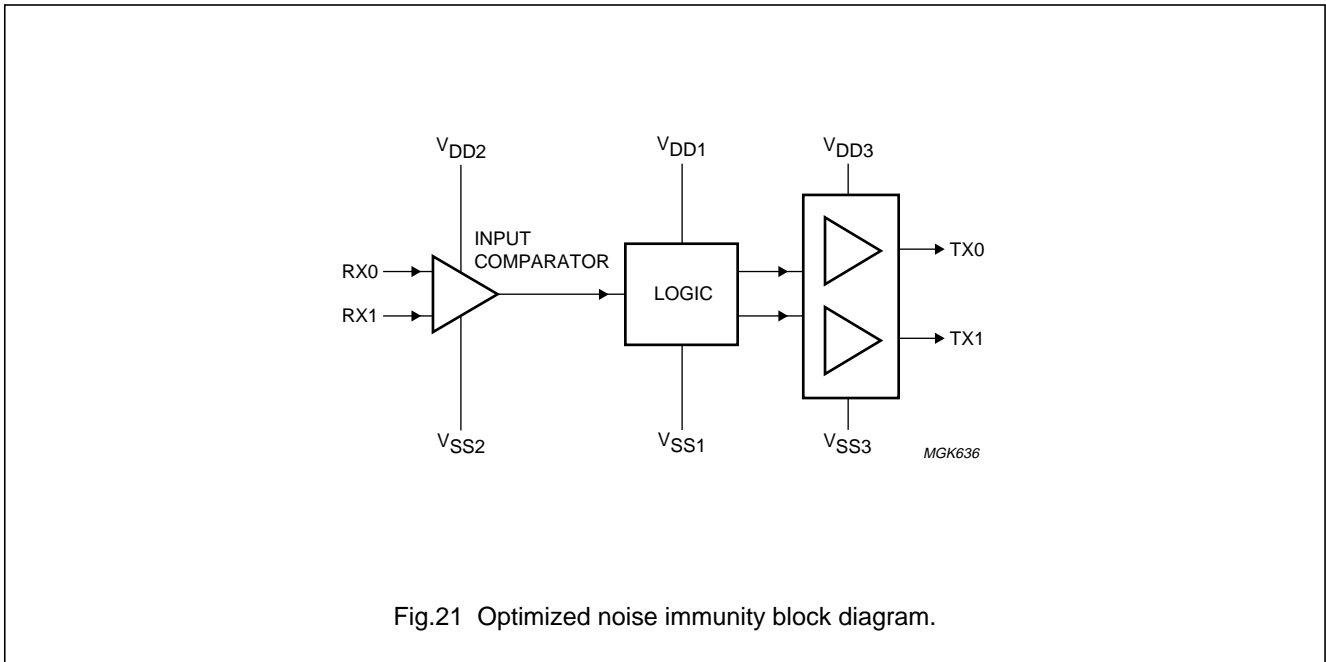 VDD2
VDD1
VDD3
INPUT
COMPARATOR
RX0
RX1
LOGIC
TX0
TX1
VSS2
VSS1
VSS3
MGK636
Fig.21 Optimized noise immunity block diagram.